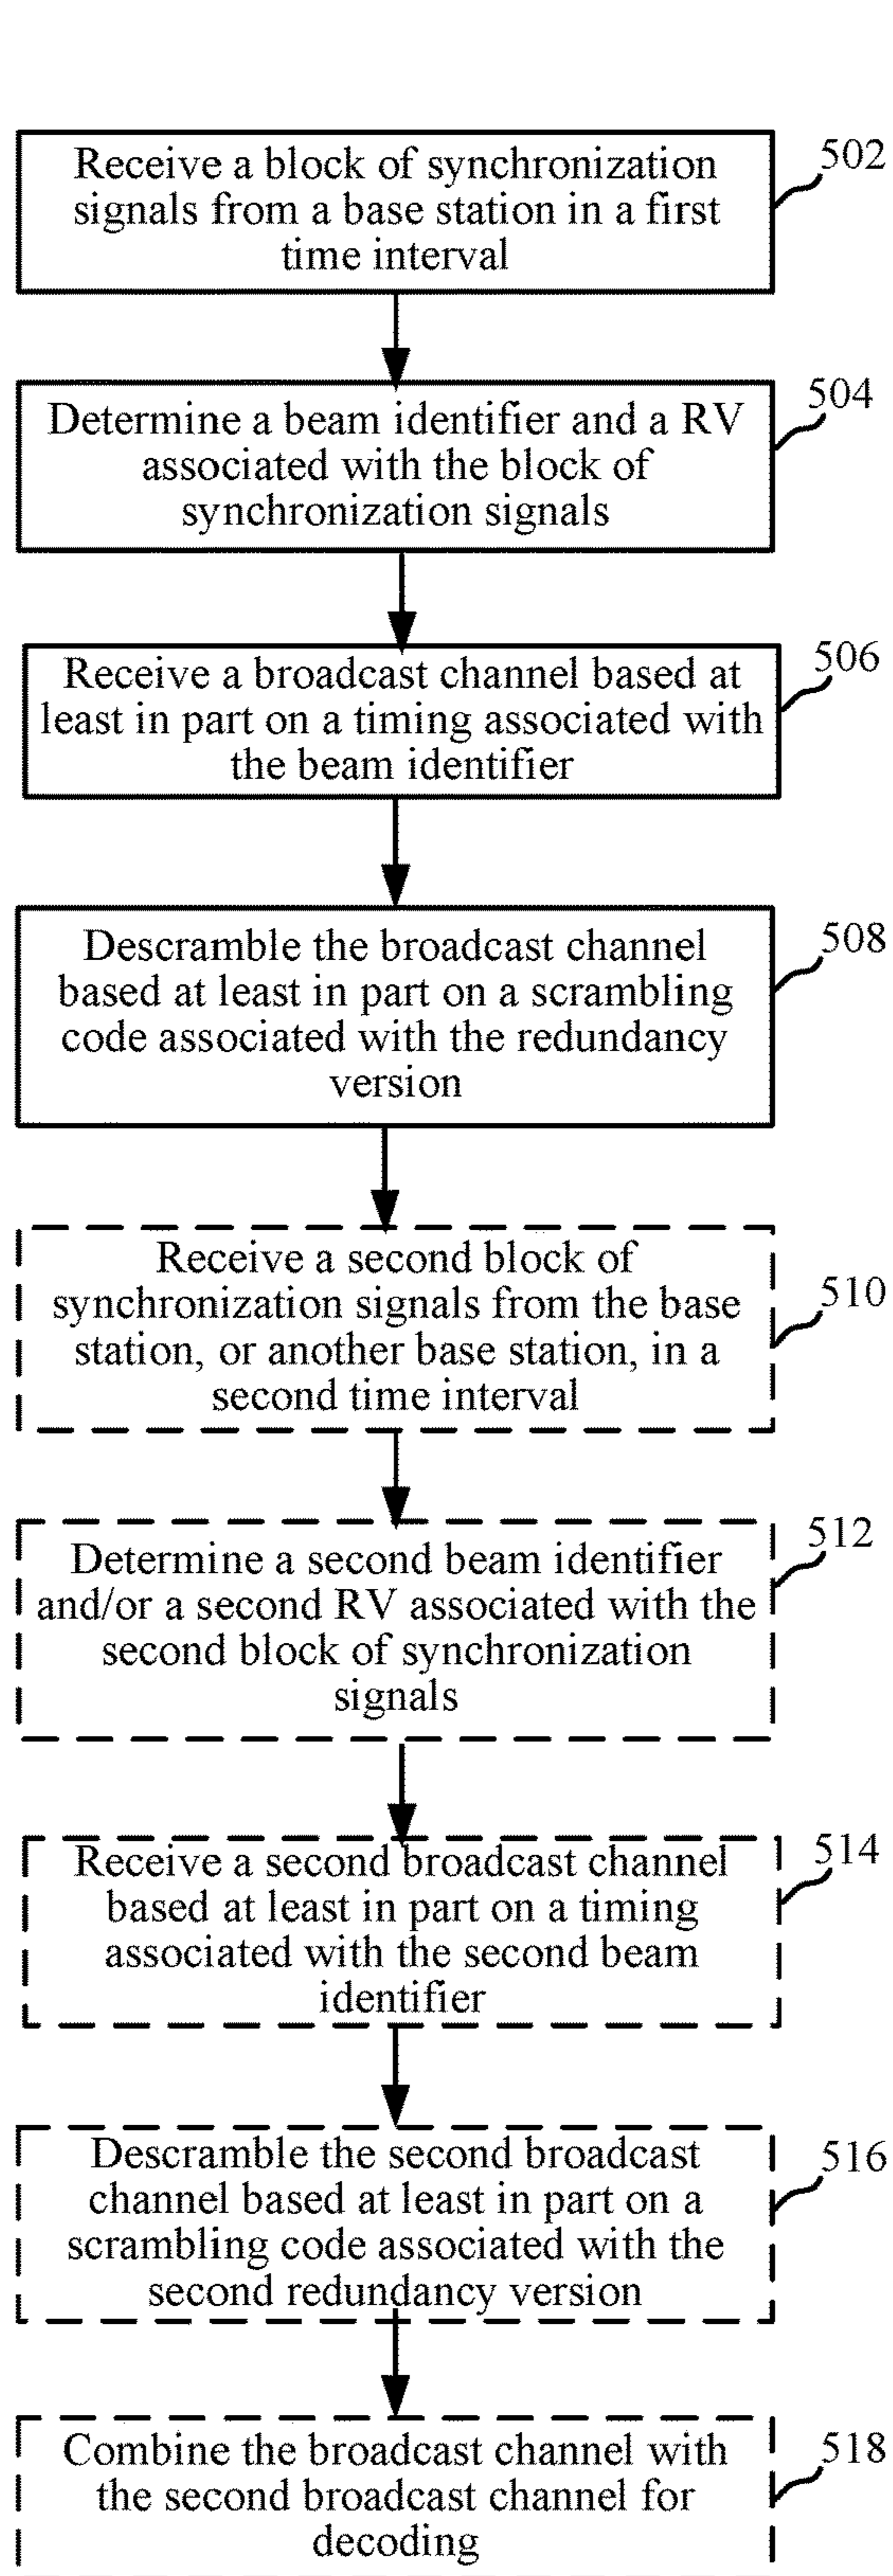 Receive a block of synchronization
signals from a base station in a first
time interval
502
Determine a beam identifier and a RV
associated with the block of
synchronization signals
504
Receive a broadcast channel based at
least in part on a timing associated with
the beam identifier
506
Descramble the broadcast channel
based at least in part on a scrambling
code associated with the redundancy
version
508
Receive a second block of
synchronization signals from the base
station, or another base station, in a
second time interval
510
Determine a second beam identifier
and/or a second RV associated with the
second block of synchronization
signals
512
Receive a second broadcast channel
based at least in part on a timing
associated with the second beam
identifier
514
Descramble the second broadcast
channel based at least in part on a
scrambling code associated with the
second redundancy version
516
Combine the broadcast channel with
the second broadcast channel for
decoding
518